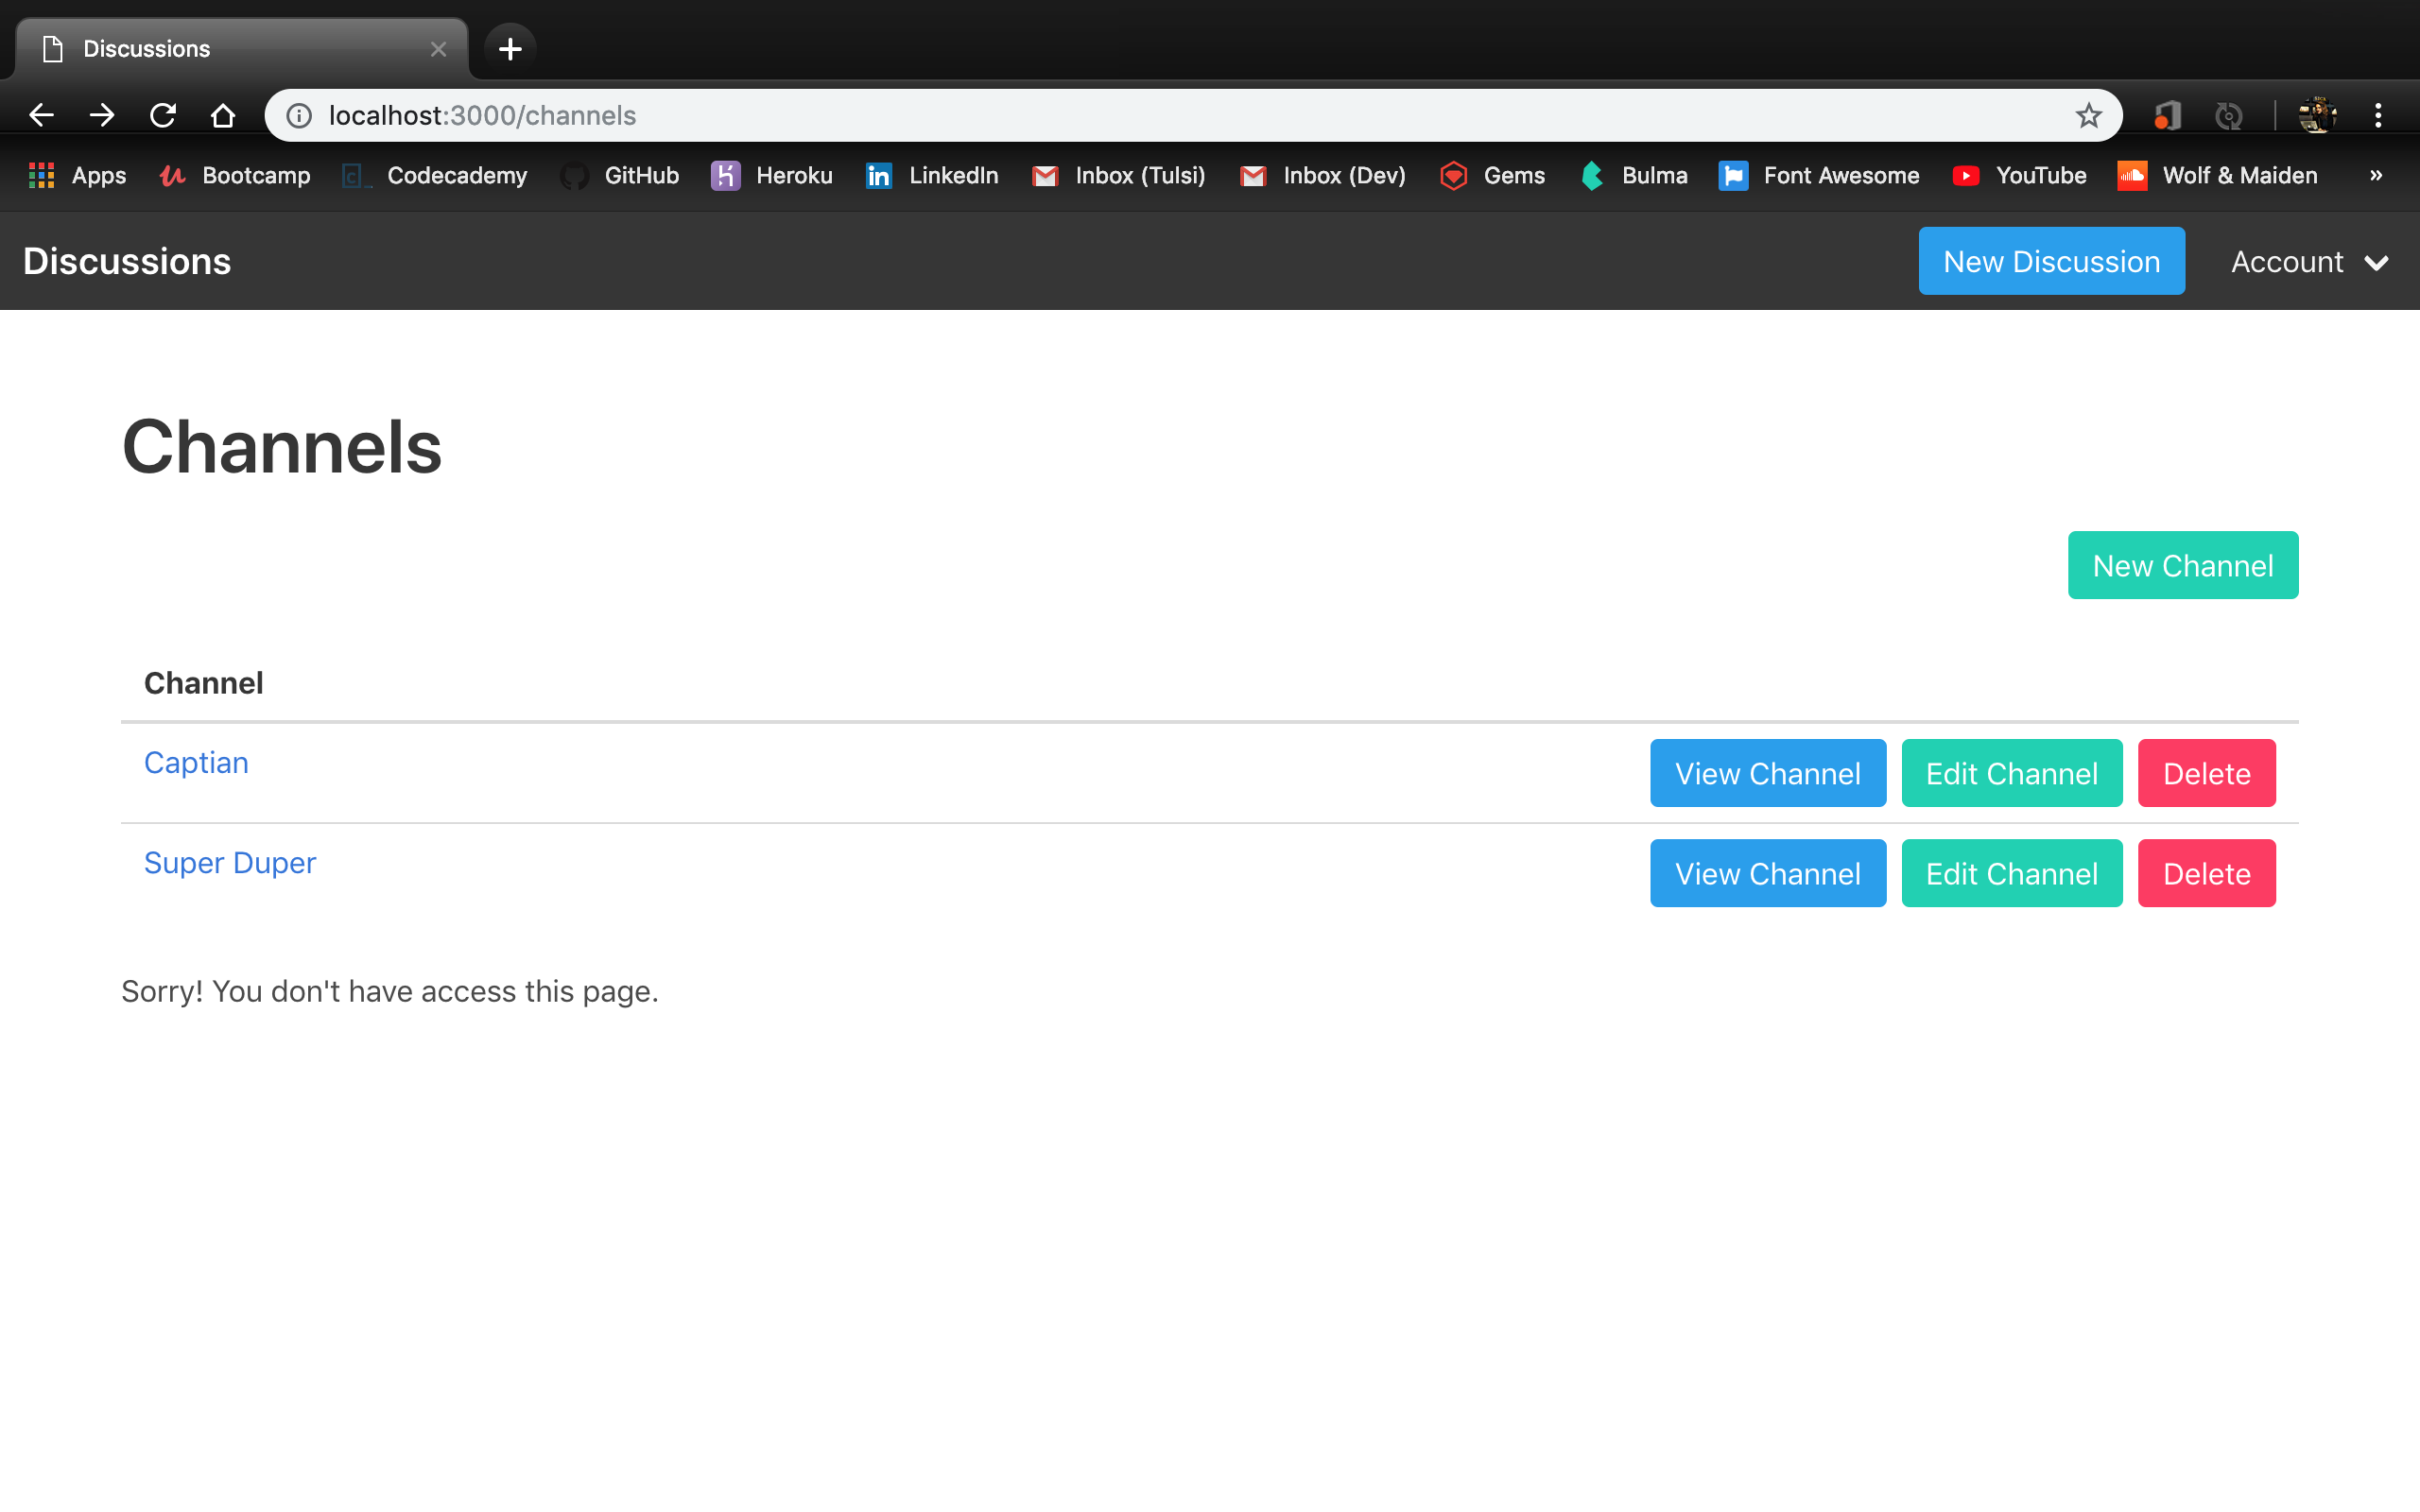 Discussions
localhost:3000/channels
Apps Bootcamp Codecademy GitHub Heroku LinkedIn Inbox (Tulsi) Inbox (Dev) Gems Bulma Font Awesome YouTube Wolf & Maiden »
Discussions New Discussion Account
Channels
New Channel
Channel
Captian View Channel Edit Channel Delete
Super Duper View Channel Edit Channel Delete
Sorry! You don't have access this page.